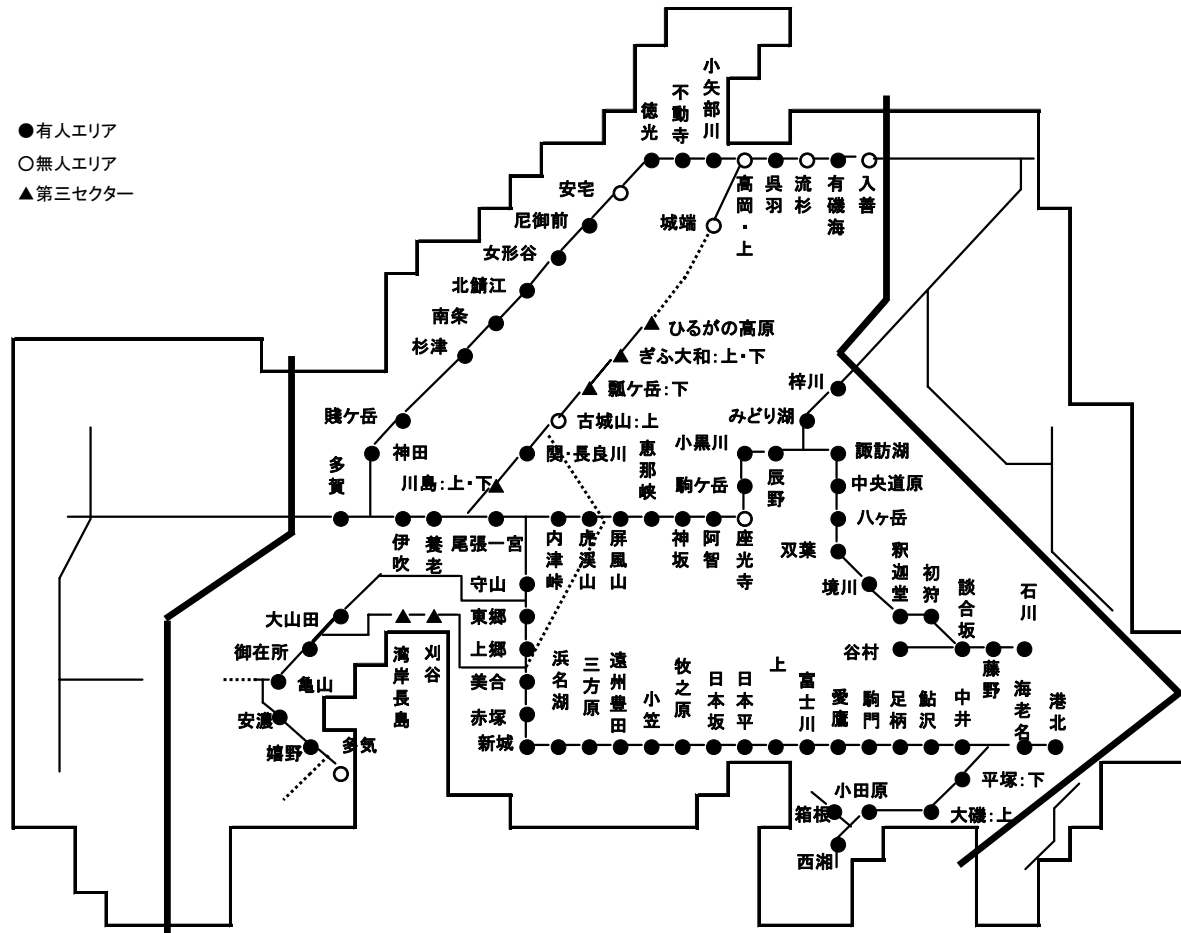 ●有人エリア
○無人エリア
▲第三セクター
徳光
不動寺
小矢部川
高岡・上
呉羽
流杉
有磯海
入善
安宅
尼御前
女形谷
北鯖江
南条
杉津
賤ケ岳
神田
多賀
城端
ひるがの高原
ぎふ大和:上・下
瓢ケ岳:下
古城山:上
関・長良川
川島:上・下
梓川
みどり湖
小黒川
辰野
駒ケ岳
諏訪湖
中央道原
八ヶ岳
双葉
境川
釈迦堂
初狩
談合坂
石川
谷村
藤野
伊吹
養老
尾張一宮
内津峠
虎渓山
屏風山
恵那峡
神坂
阿智
座光寺
守山
東郷
上郷
美合
赤塚
新城
大山田
御在所
亀山
安濃
嬉野
多気
湾岸長島
刈谷
浜名湖
三方原
遠州豊田
小笠
牧之原
日本坂
日本平
上
富士川
愛鷹
駒門
足柄
鮎沢
中井
海老名
港北
平塚:下
大磯:上
小田原
箱根
西湘